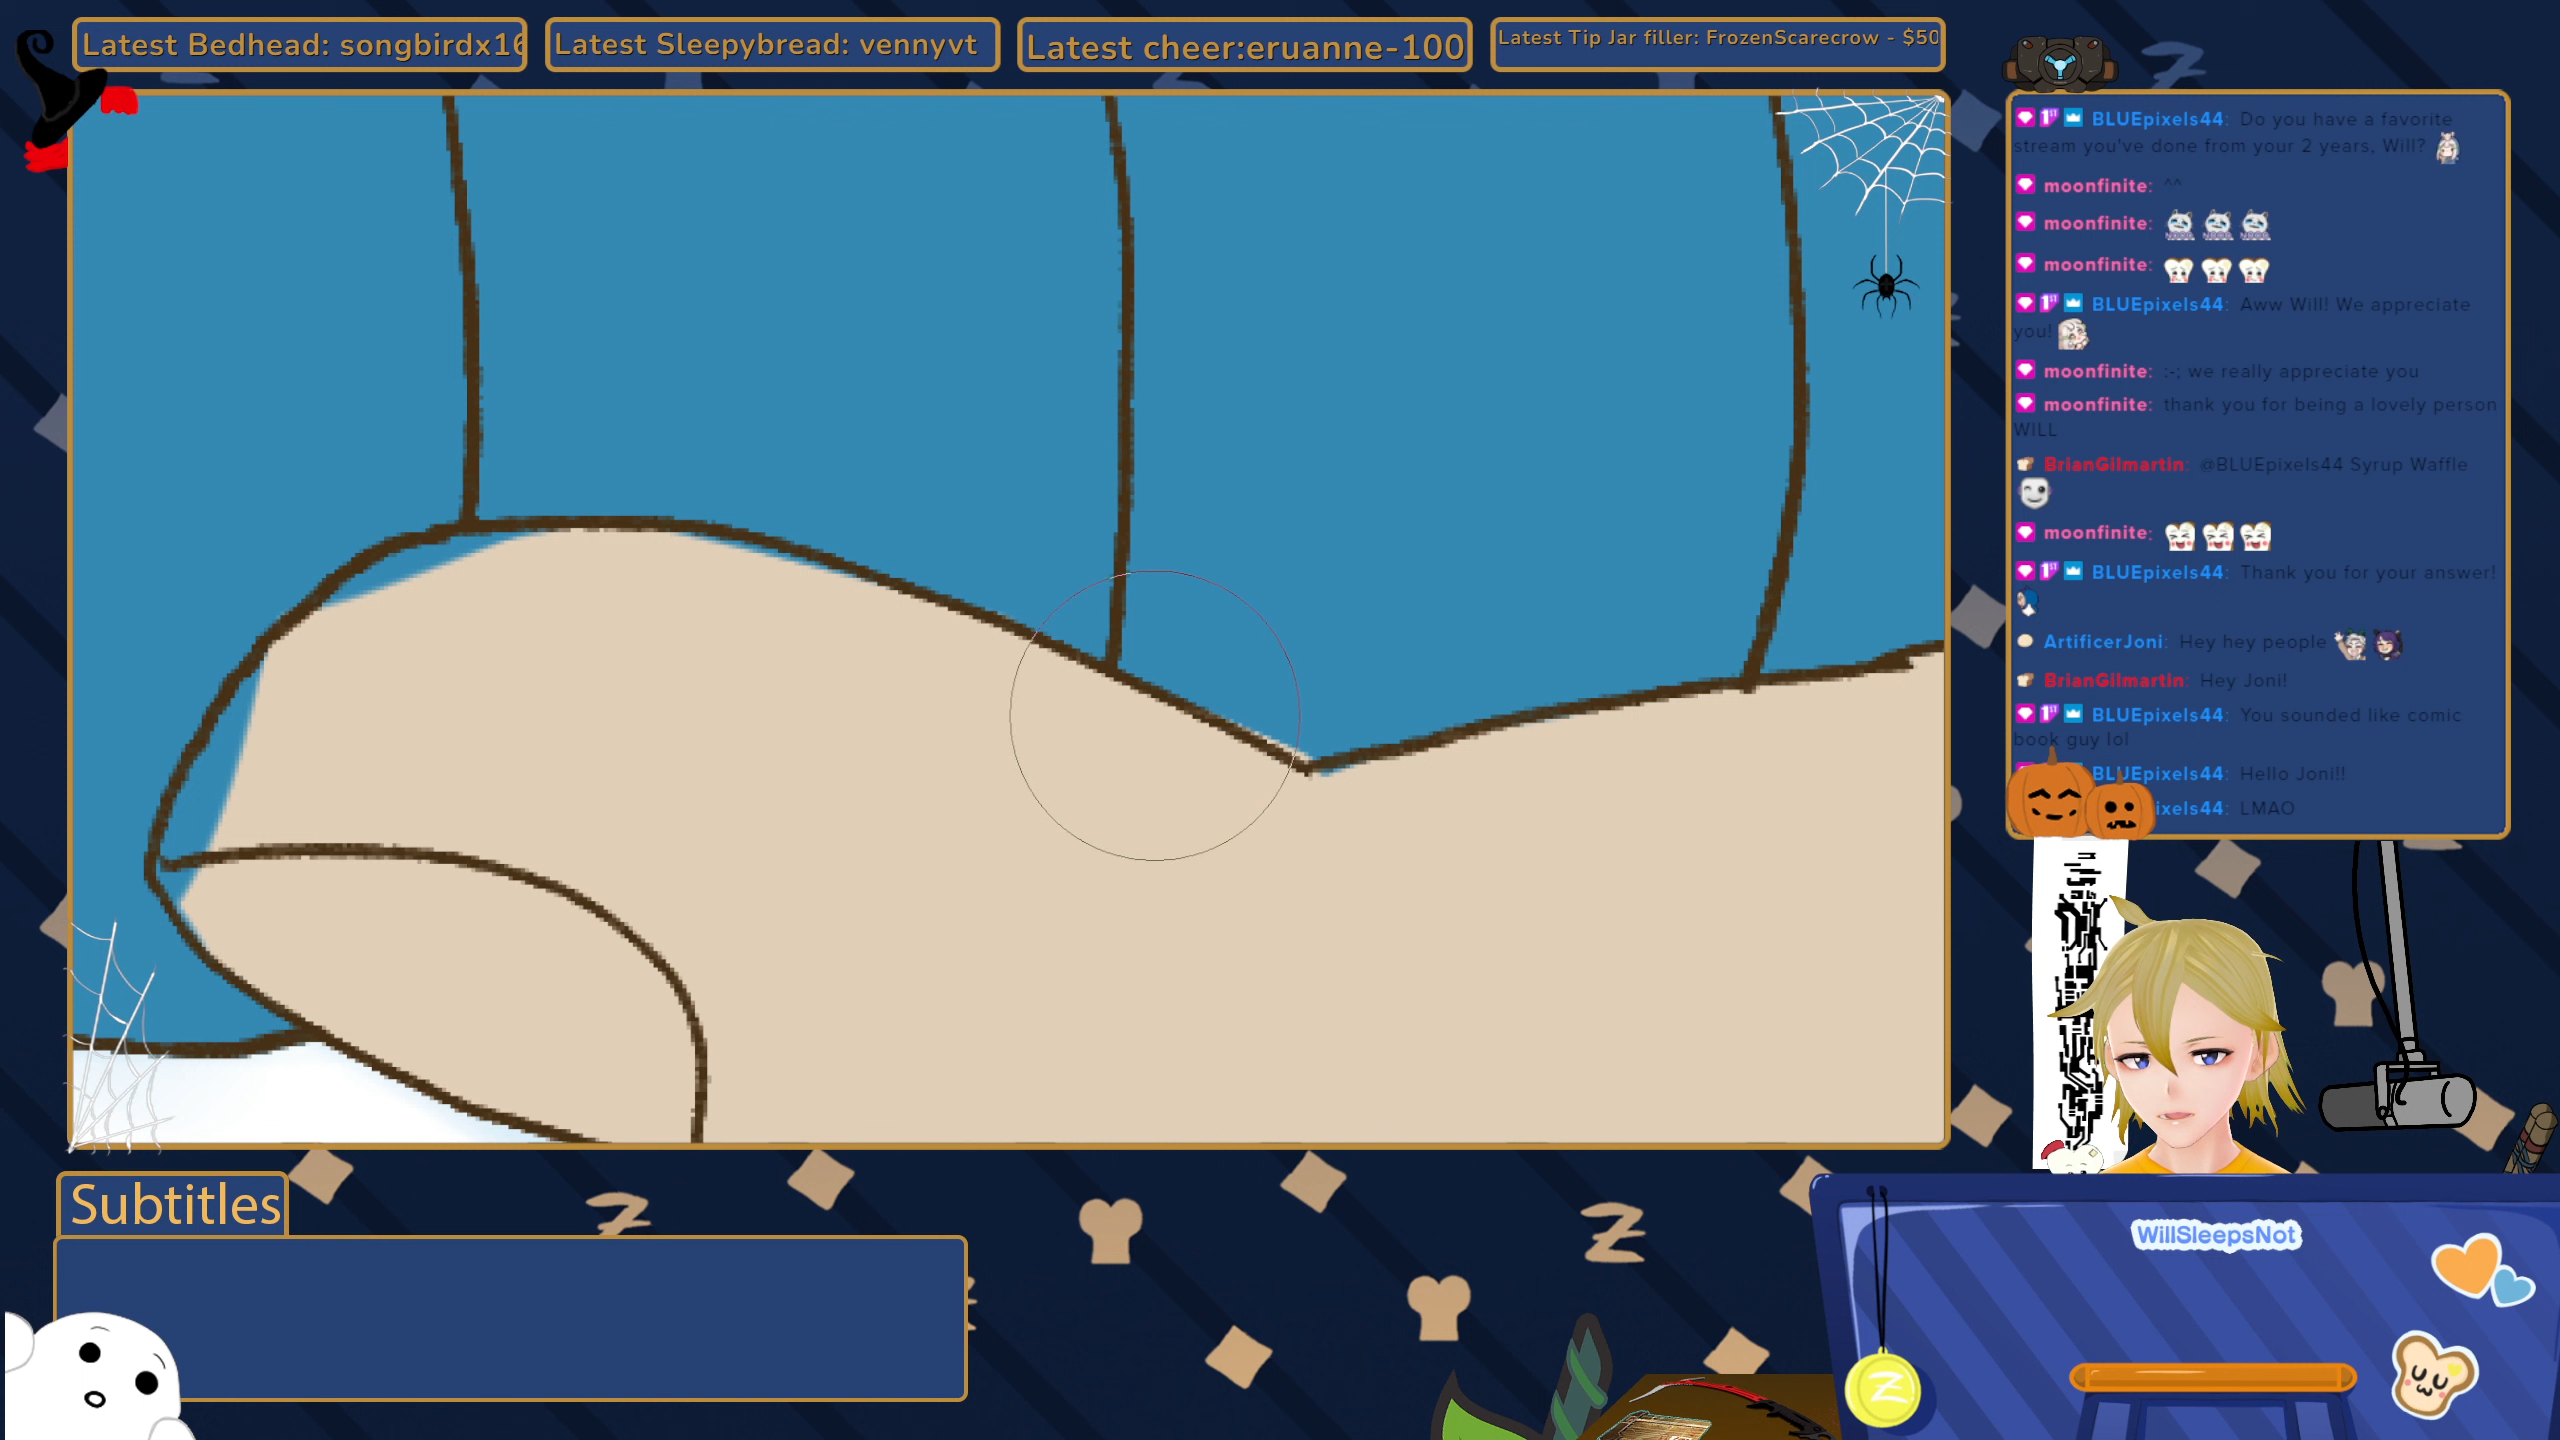 Latest Bedhead: songbirdx16
Latest Sleepybread: vennyvt
Latest cheer:eruanne-100
Latest Tip Jar filler: FrozenScarecrow - $50
BLUEpixels44: Do you have a favorite
stream you've done from your 2 years, Will?
moonfinite: ^^
moonfinite:
moonfinite:
BLUEpixels44: Aww Will! We appreciate
you!
moonfinite: :-; we really appreciate you
moonfinite: thank you for being a lovely person
WILL
BrianGilmartin: @BLUEpixels44 Syrup Waffle
moonfinite:
BLUEpixels44: Thank you for your answer!
ArtificerJoni: Hey hey people
BrianGilmartin: Hey Joni!
BLUEpixels44: You sounded like comic
book guy lol
BLUEpixels44: Hello Joni!!
ixels44: LMAO
Subtitles
WillSleepsNot
Z